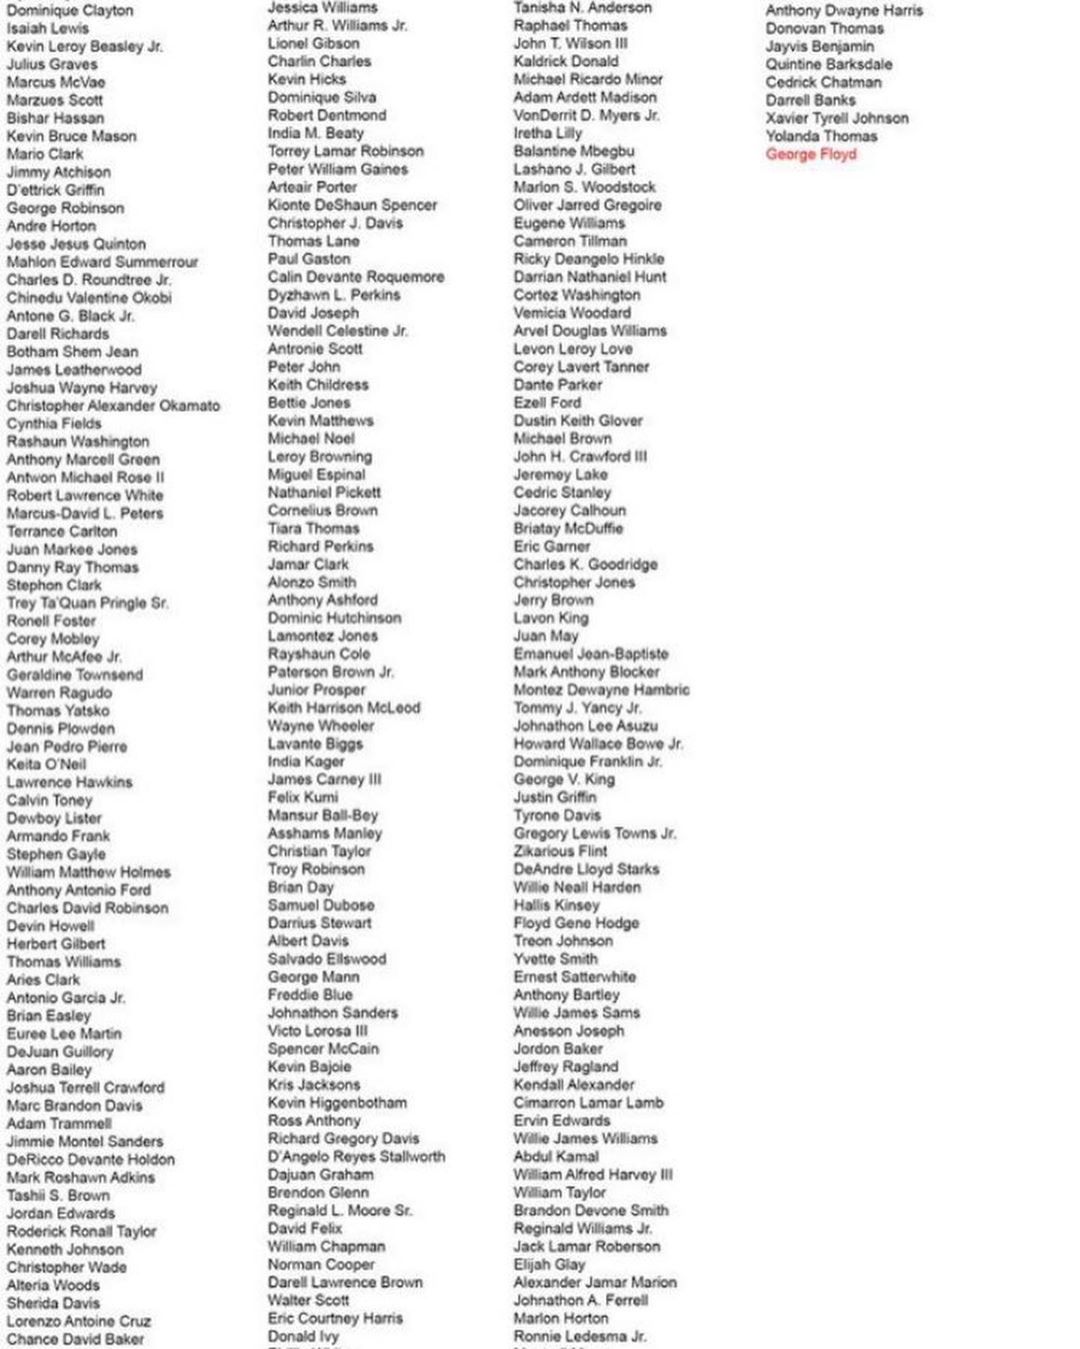 Dominique Clayton
Isaiah Lewis
Kevin Leroy Beasley Jr.
Julius Graves
Marcus McVae
Marzues Scott
Bishar Hassan
Kevin Bruce Mason
Mario Clark
Jimmy Atchison
D'ettrick Griffin
George Robinson
Andre Horton
Jesse Jesus Quinton
Mahlon Edward Summerrour
Charles D. Roundtree Jr.
Chinedu Valentine Okobi
Antone G. Black Jr.
Darell Richards
Botham Shem Jean
James Leatherwood
Joshua Wayne Harvey
Christopher Alexander Okamato
Cynthia Fields
Rashaun Washington
Anthony Marcell Green
Antwon Michael Rose II
Robert Lawrence White
Marcus-David L. Peters
Terrance Carlton
Juan Markee Jones
Danny Ray Thomas
Stephon Clark
Trey Ta'Quan Pringle Sr.
Ronell Foster
Corey Mobley
Arthur McAfee Jr.
Geraldine Townsend
Warren Ragudo
Thomas Yatsko
Dennis Plowden
Jean Pedro Pierre
Keita O'Neil
Lawrence Hawkins
Calvin Toney
Dewboy Lister
Armando Frank
Stephen Gayle
William Matthew Holmes
Anthony Antonio Ford
Charles David Robinson
Devin Howell
Herbert Gilbert
Thomas Williams
Aries Clark
Antonio Garcia Jr.
Brian Easley
Euree Lee Martin
DeJuan Guillory
Aaron Bailey
Joshua Terrell Crawford
Marc Brandon Davis
Adam Trammell
Jimmie Montel Sanders
DeRicco Devante Holdon
Mark Roshawn Adkins
Tashii S. Brown
Jordan Edwards
Roderick Ronall Taylor
Kenneth Johnson
Christopher Wade
Alteria Woods
Sherida Davis
Lorenzo Antoine Cruz
Chance David Baker
Jessica Williams
Arthur R. Williams Jr.
Lionel Gibson
Charlin Charles
Kevin Hicks
Dominique Silva
Robert Dentmond
India M. Beaty
Torrey Lamar Robinson
Peter William Gaines
Arteair Porter
Kionte DeShaun Spencer
Christopher J. Davis
Thomas Lane
Paul Gaston
Calin Devante Roquemore
Dyzhawn L. Perkins
David Joseph
Wendell Celestine Jr.
Antronie Scott
Peter John
Keith Childress
Bettie Jones
Kevin Matthews
Michael Noel
Leroy Browning
Miguel Espinal
Nathaniel Pickett
Cornelius Brown
Tiara Thomas
Richard Perkins
Jamar Clark
Alonzo Smith
Anthony Ashford
Dominic Hutchinson
Lamontez Jones
Rayshaun Cole
Paterson Brown Jr.
Junior Prosper
Keith Harrison McLeod
Wayne Wheeler
Lavante Biggs
India Kager
James Carney III
Felix Kumi
Mansur Ball-Bey
Asshams Manley
Christian Taylor
Troy Robinson
Brian Day
Samuel Dubose
Darrius Stewart
Albert Davis
Salvado Ellswood
George Mann
Freddie Blue
Johnathon Sanders
Victo Lorosa III
Spencer McCain
Kevin Bajoie
Kris Jacksons
Kevin Higgenbotham
Ross Anthony
Richard Gregory Davis
D'Angelo Reyes Stallworth
Dajuan Graham
Brendon Glenn
Reginald L. Moore Sr.
David Felix
William Chapman
Norman Cooper
Darell Lawrence Brown
Walter Scott
Eric Courtney Harris
Donald Ivy
Tanisha N. Anderson
Raphael Thomas
John T. Wilson III
Kaldrick Donald
Michael Ricardo Minor
Adam Ardett Madison
VonDerrit D. Myers Jr.
Iretha Lilly
Balantine Mbegbu
Lashano J. Gilbert
Marlon S. Woodstock
Oliver Jarred Gregoire
Eugene Williams
Cameron Tillman
Ricky Deangelo Hinkle
Darrian Nathaniel Hunt
Cortez Washington
Vernicia Woodard
Arvel Douglas Williams
Levon Leroy Love
Corey Lavert Tanner
Dante Parker
Ezell Ford
Dustin Keith Glover
Michael Brown
John H. Crawford III
Jeremey Lake
Cedric Stanley
Jacorey Calhoun
Briatay McDuffie
Eric Garner
Charles K. Goodridge
Christopher Jones
Jerry Brown
Lavon King
Juan May
Emanuel Jean-Baptiste
Mark Anthony Blocker
Montez Dewayne Hambric
Tommy J. Yancy Jr.
Johnathon Lee Asuzu
Howard Wallace Bowe Jr.
Dominique Franklin Jr.
George V. King
Justin Griffin
Tyrone Davis
Gregory Lewis Towns Jr.
Zikarious Flint
DeAndre Lloyd Starks
Willie Neall Harden
Hallis Kinsey
Floyd Gene Hodge
Treon Johnson
Yvette Smith
Ernest Satterwhite
Anthony Bartley
Willie James Sams
Anesson Joseph
Jordon Baker
Jeffrey Ragland
Kendall Alexander
Cimarron Lamar Lamb
Ervin Edwards
Willie James Williams
Abdul Kamal
William Alfred Harvey III
William Taylor
Brandon Devone Smith
Reginald Williams Jr.
Jack Lamar Roberson
Elijah Glay
Alexander Jamar Marion
Johnathon A. Ferrell
Marlon Horton
Ronnie Ledesma Jr.
Anthony Dwayne Harris
Donovan Thomas
Jayvis Benjamin
Quintine Barksdale
Cedrick Chatman
Darrell Banks
Xavier Tyrell Johnson
Yolanda Thomas
George Floyd